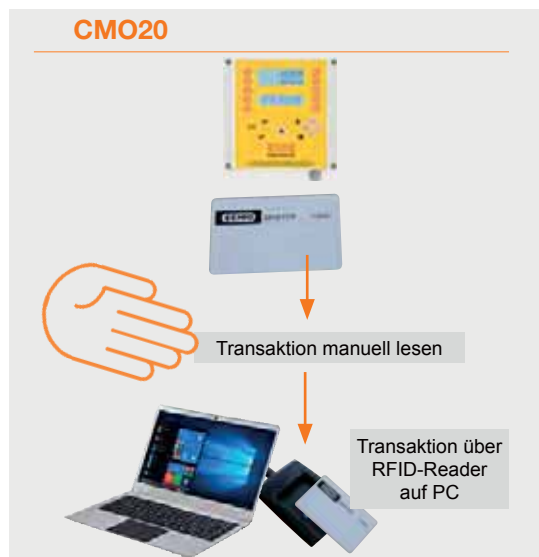 CMO20
Transaktion manuell lesen
Transaktion über
RFID-Reader
auf PC